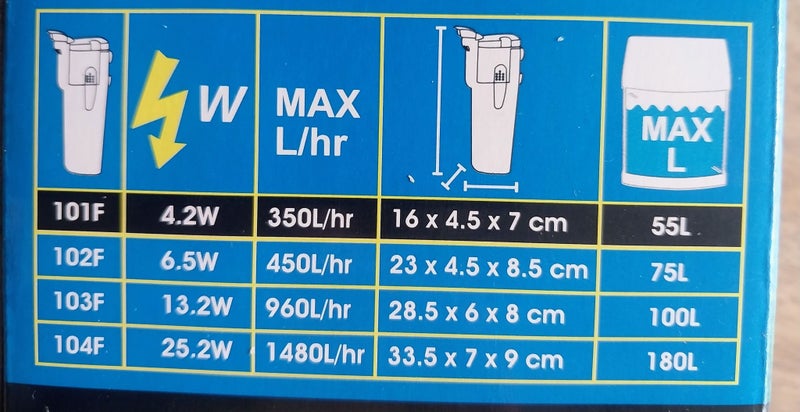 W MAX L/hr MAX L
101F 4.2W 350L/hr 16 x 4.5 x 7 cm 55L
102F 6.5W 450L/hr 23 x 4.5 x 8.5 cm 75L
103F 13.2W 960L/hr 28.5 x 6 x 8 cm 100L
104F 25.2W 1480L/hr 33.5 x 7 x 9 cm 180L